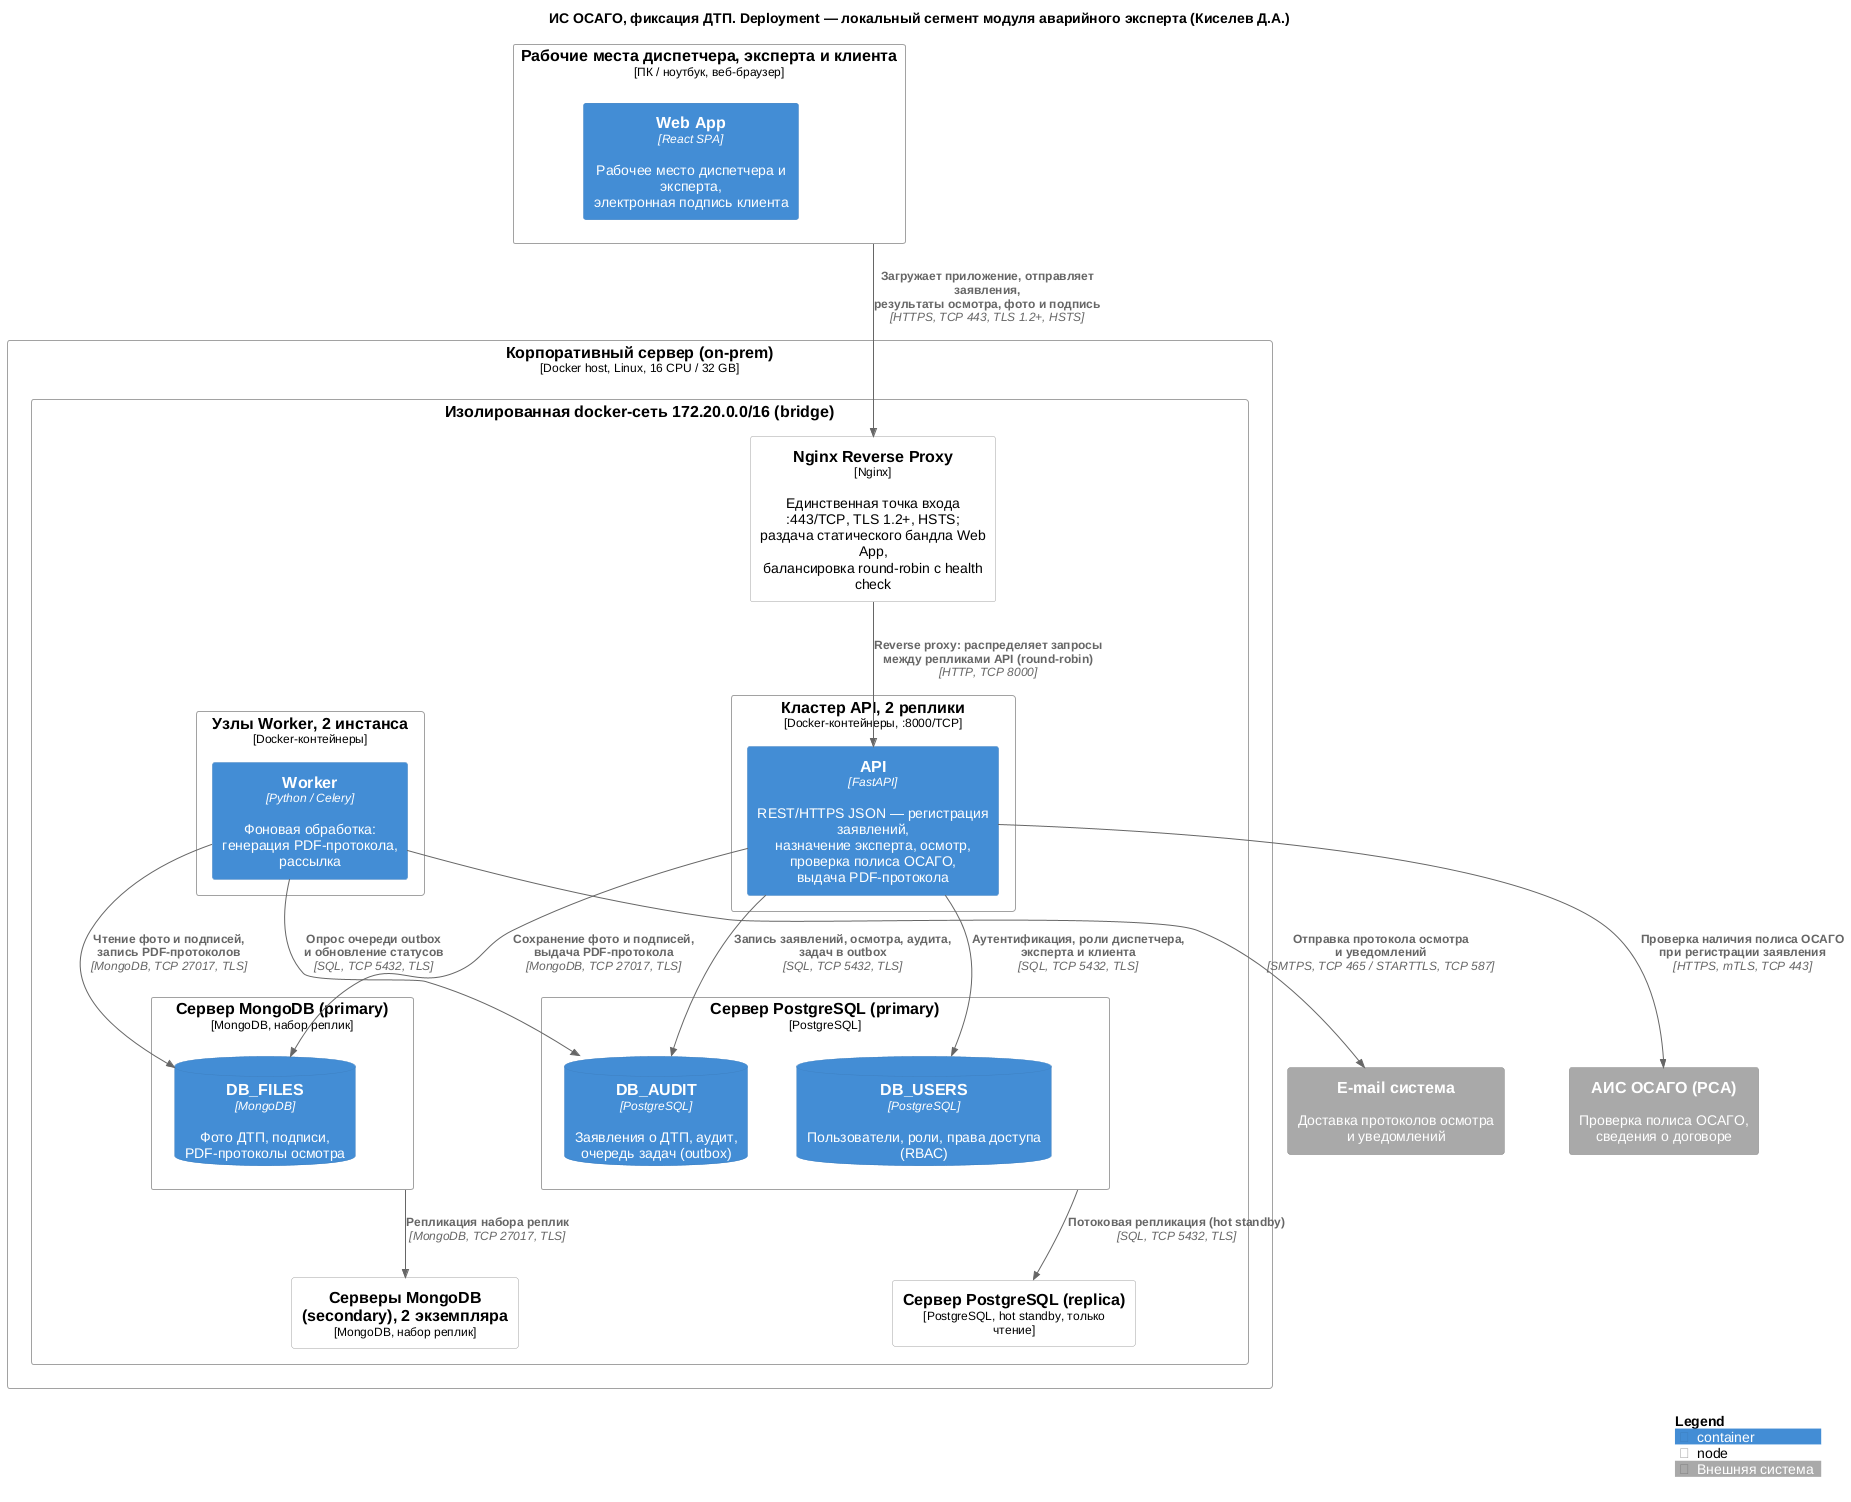 ИС ОСАГО, фиксация ДТП. Deployment — локальный сегмент модуля аварийного эксперта (Киселев Д.А.)
Рабочие места диспетчера, эксперта и клиента
[ПК / ноутбук, веб-браузер]
Web App
[React SPA]
Рабочее место диспетчера и
эксперта,
электронная подпись клиента
Загружает приложение, отправляет
заявления,
результаты осмотра, фото и подпись
[HTTPS, TCP 443, TLS 1.2+, HSTS]
Корпоративный сервер (on-prem)
[Docker host, Linux, 16 CPU / 32 GB]
Изолированная docker-сеть 172.20.0.0/16 (bridge)
Nginx Reverse Proxy
[Nginx]
Единственная точка входа
:443/TCP, TLS 1.2+, HSTS;
раздача статического бандла Web
App,
балансировка round-robin с health
check
Reverse proxy: распределяет запросы
между репликами API (round-robin)
[HTTP, TCP 8000]
Узлы Worker, 2 инстанса
[Docker-контейнеры]
Worker
[Python / Celery]
Фоновая обработка:
генерация PDF-протокола,
рассылка
Кластер API, 2 реплики
[Docker-контейнеры, :8000/TCP]
API
[FastAPI]
REST/HTTPS JSON — регистрация
заявлений,
назначение эксперта, осмотр,
проверка полиса ОСАГО,
выдача PDF-протокола
Чтение фото и подписей,
запись PDF-протоколов
[MongoDB, TCP 27017, TLS]
Опрос очереди outbox
и обновление статусов
[SQL, TCP 5432, TLS]
Сохранение фото и подписей,
выдача PDF-протокола
[MongoDB, TCP 27017, TLS]
Запись заявлений, осмотра, аудита,
задач в outbox
[SQL, TCP 5432, TLS]
Аутентификация, роли диспетчера,
эксперта и клиента
[SQL, TCP 5432, TLS]
Отправка протокола осмотра
и уведомлений
[SMTPS, TCP 465 / STARTTLS, TCP 587]
Проверка наличия полиса ОСАГО
при регистрации заявления
[HTTPS, mTLS, TCP 443]
Сервер MongoDB (primary)
[MongoDB, набор реплик]
DB_FILES
[MongoDB]
Фото ДТП, подписи,
PDF-протоколы осмотра
Сервер PostgreSQL (primary)
[PostgreSQL]
DB_AUDIT
[PostgreSQL]
Заявления о ДТП, аудит,
очередь задач (outbox)
DB_USERS
[PostgreSQL]
Пользователи, роли, права доступа
(RBAC)
E-mail система
Доставка протоколов осмотра
и уведомлений
АИС ОСАГО (РСА)
Проверка полиса ОСАГО,
сведения о договоре
Репликация набора реплик
[MongoDB, TCP 27017, TLS]
Потоковая репликация (hot standby)
[SQL, TCP 5432, TLS]
Серверы MongoDB
(secondary), 2 экземпляра
[MongoDB, набор реплик]
Сервер PostgreSQL (replica)
[PostgreSQL, hot standby, только
чтение]
Legend
container
node
Внешняя система